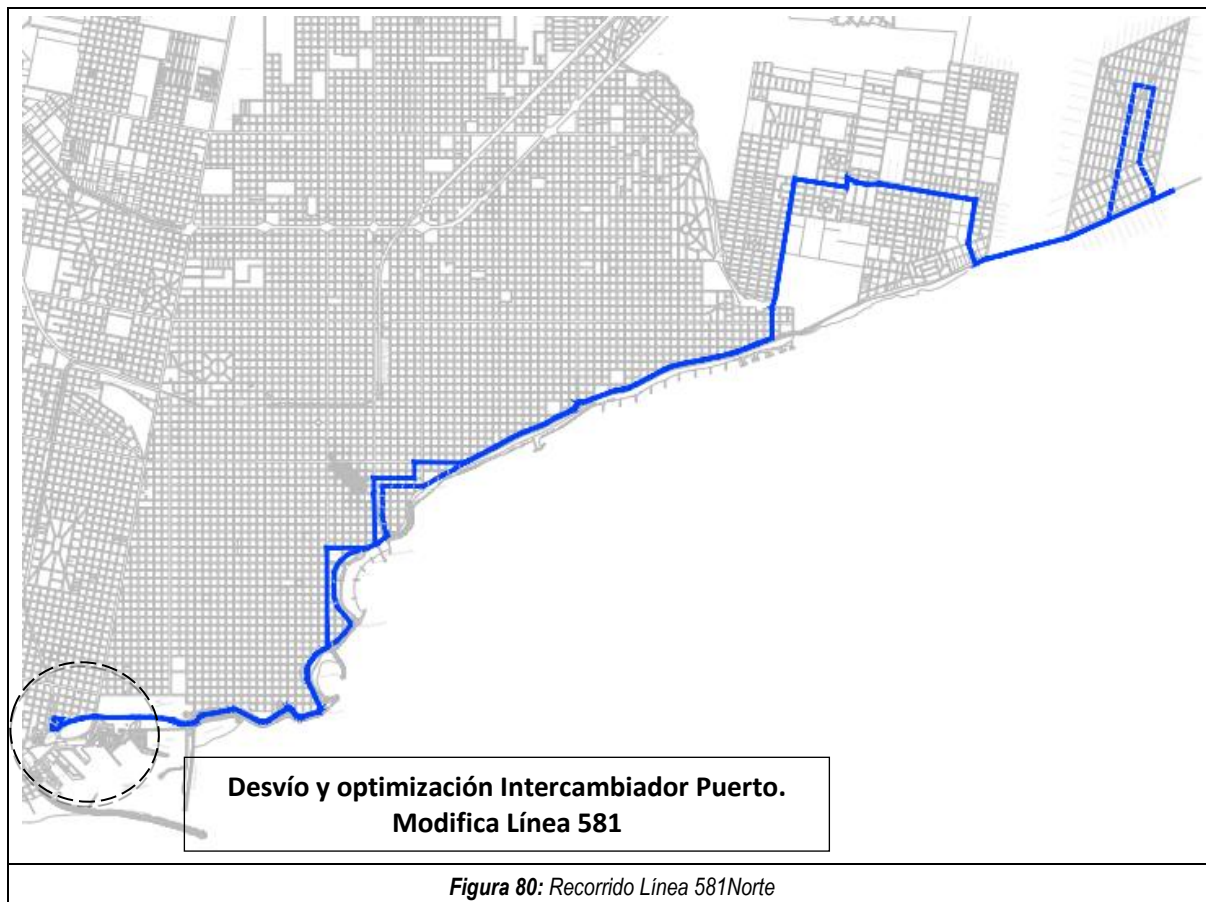 Desvío y optimización Intercambiador Puerto.
Modifica Línea 581
Figura 80: Recorrido Línea 581Norte